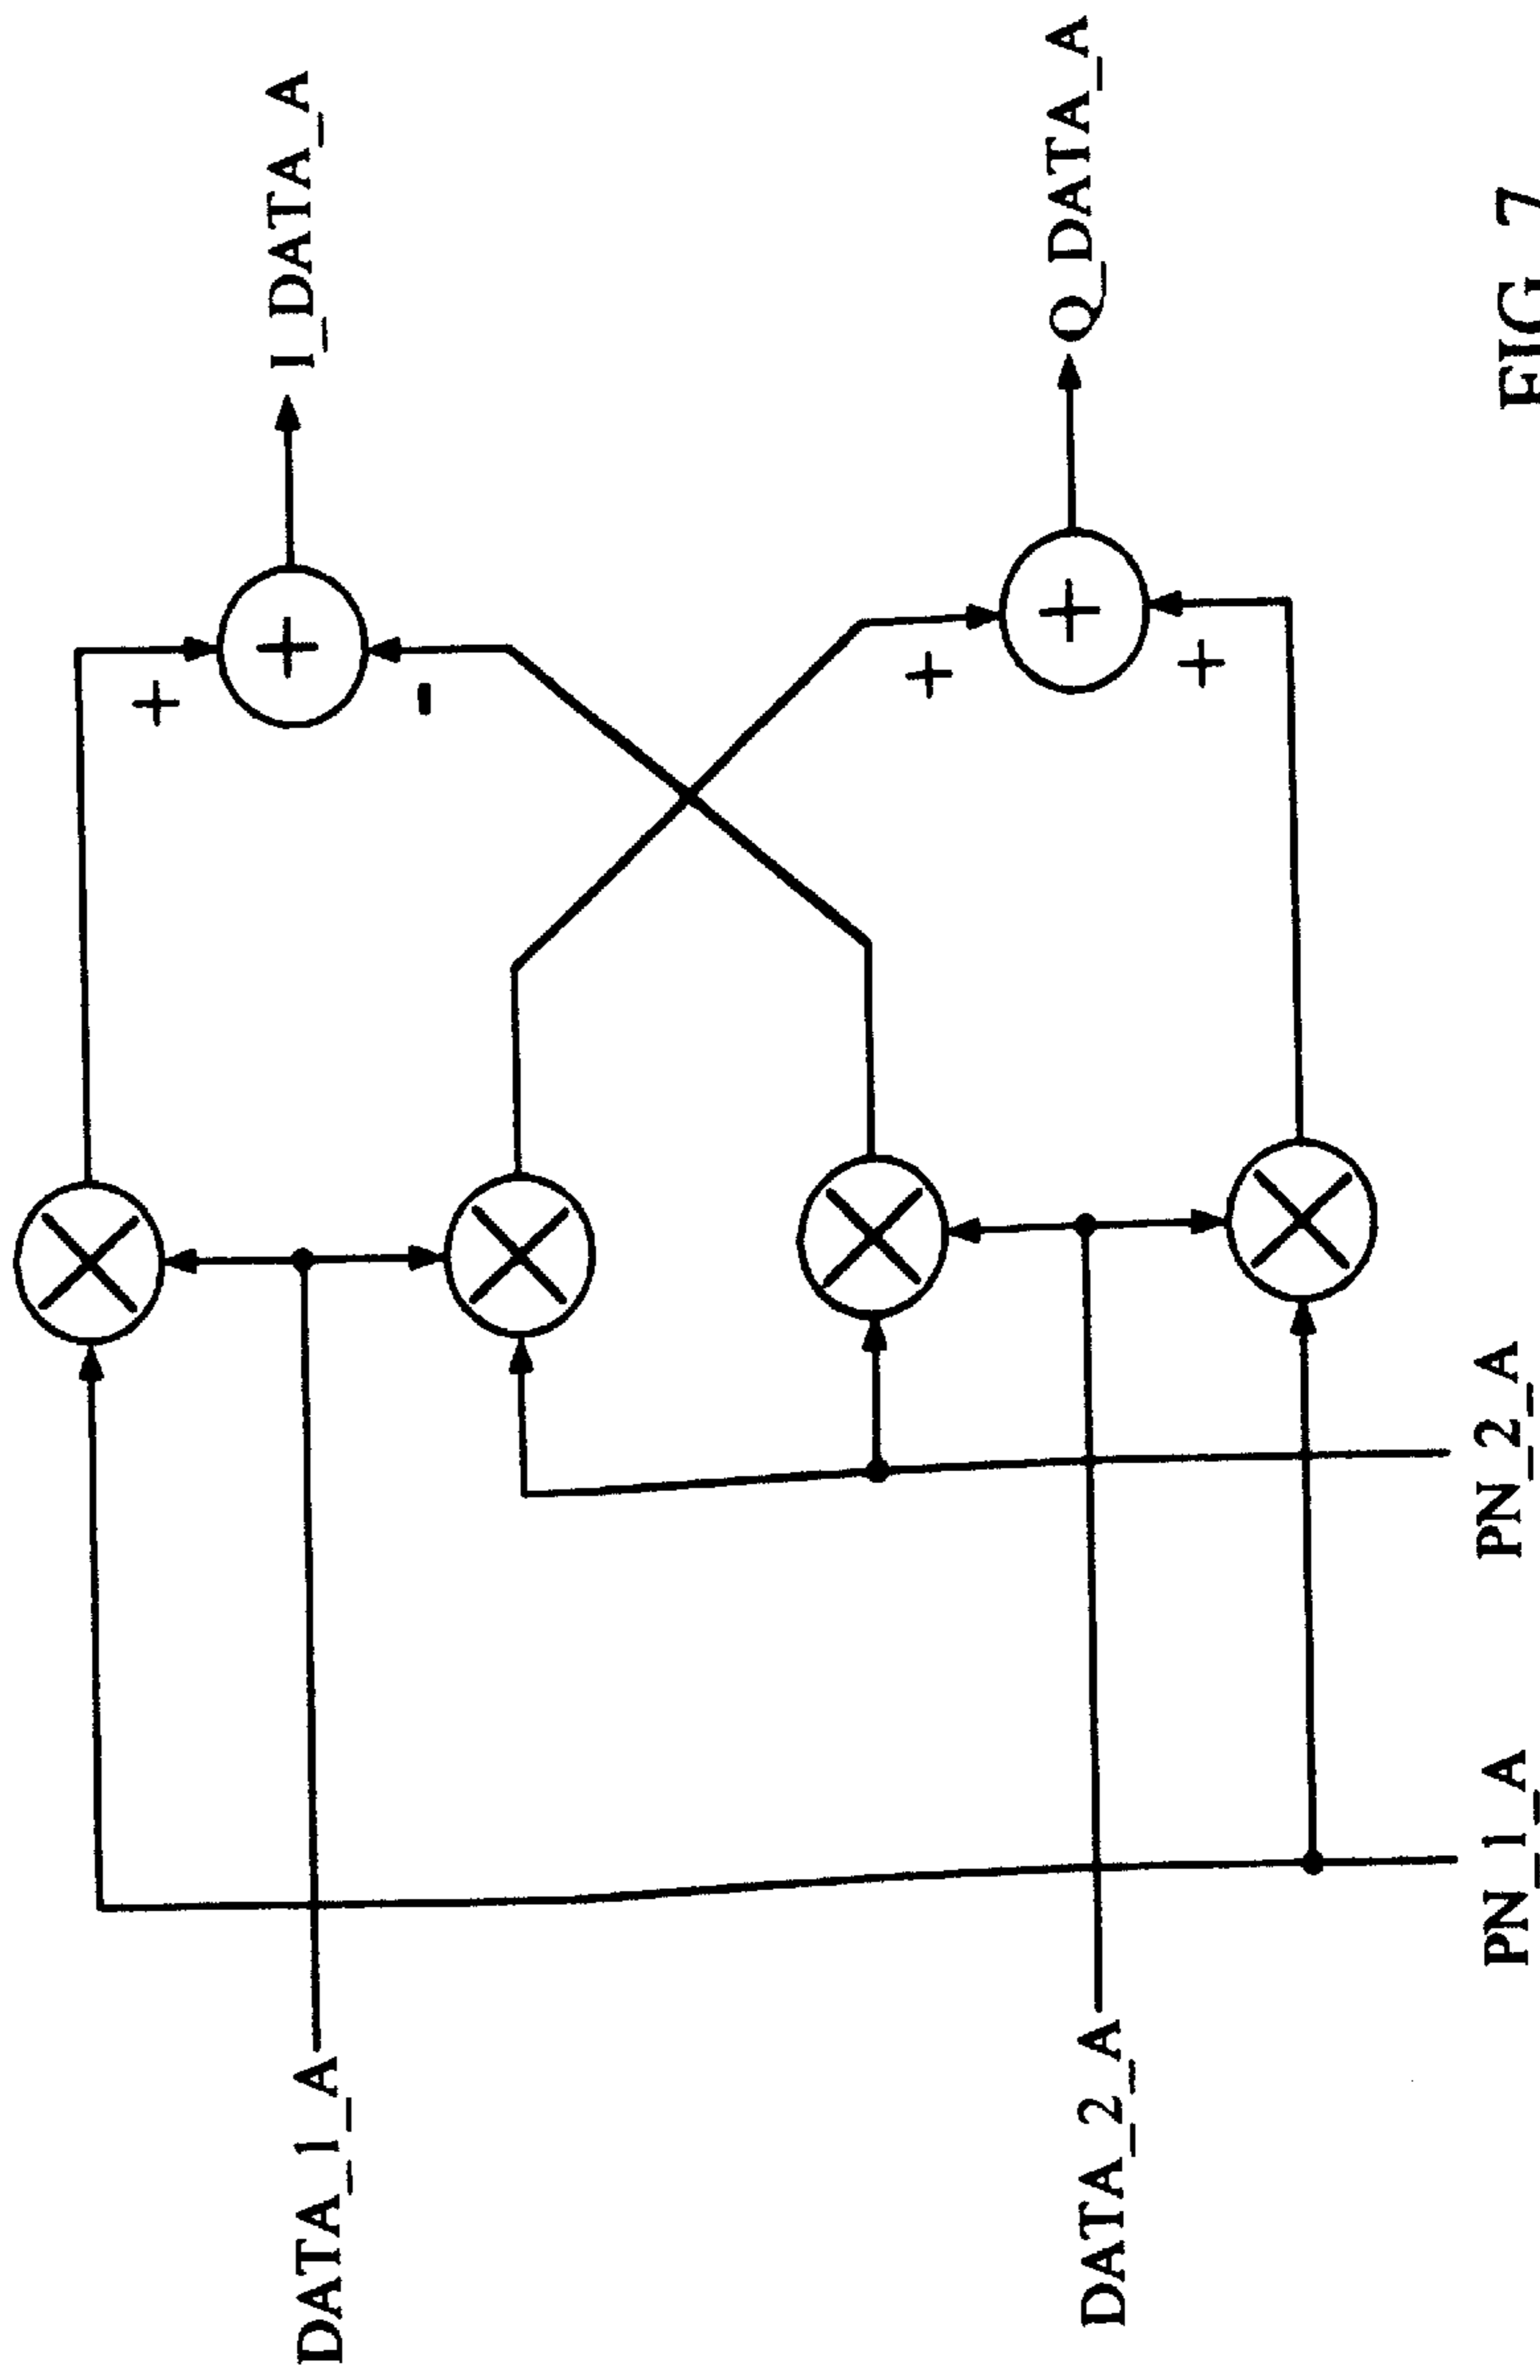 I_DATA_A
+
+
-
DATA_1_A
+
+
Q_DATA_A
+
DATA_2_A
PN_1_A
PN_2_A
FIG. 7